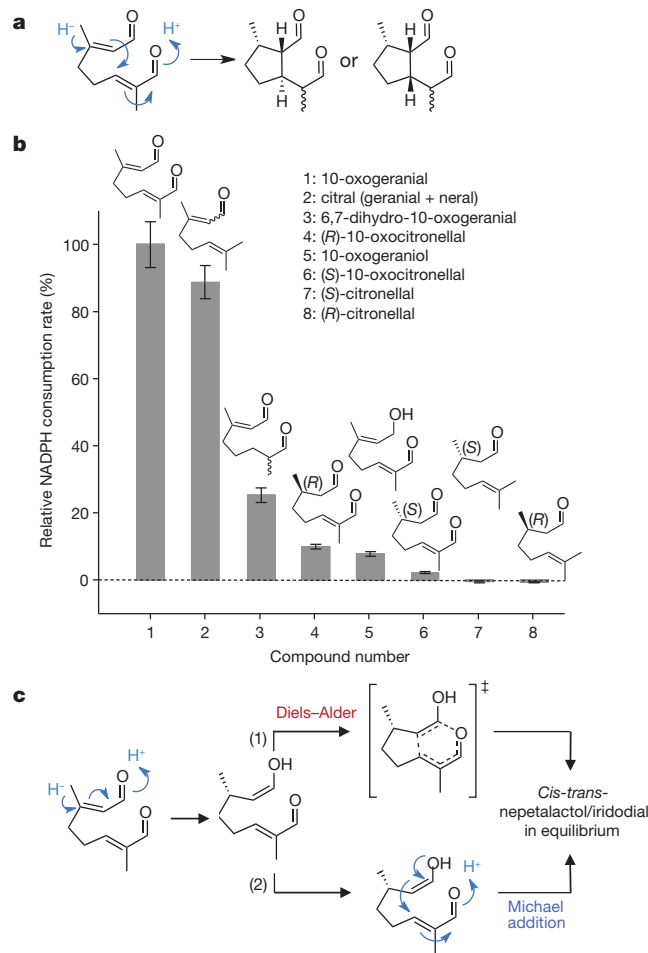 a
H⁻
O
O
H⁺
H
O
H
O
or
H
O
H
O
b
Relative NADPH consumption rate (%)
100
80
60
40
20
0
O
O
O
O
O
(R)
O
O
OH
O
(S)
O
O
(S)
O
(R)
O
1: 10-oxogeranial
2: citral (geranial + neral)
3: 6,7-dihydro-10-oxogeranial
4: (R)-10-oxocitronellal
5: 10-oxogeraniol
6: (S)-10-oxocitronellal
7: (S)-citronellal
8: (R)-citronellal
1 2 3 4 5 6 7 8
Compound number
c
H⁻
O
H⁺
O
(1)
Diels–Alder
OH
O
OH
O
‡
(2)
OH
O
H⁺
Michael
addition
Cis-trans-
nepetalactol/iridodial
in equilibrium